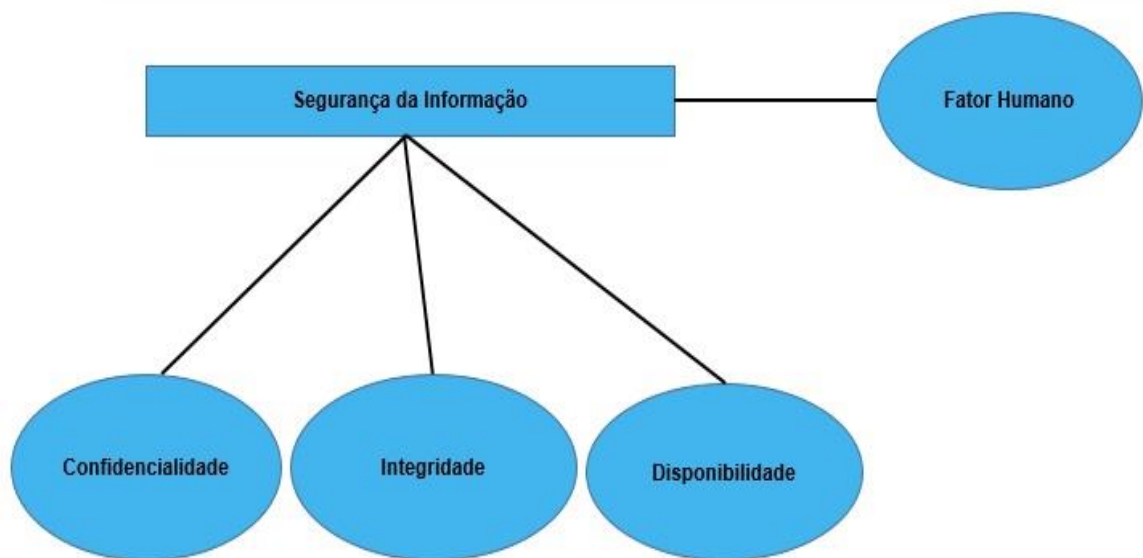 Segurança da Informação
Fator Humano
Confidencialidade
Integridade
Disponibilidade